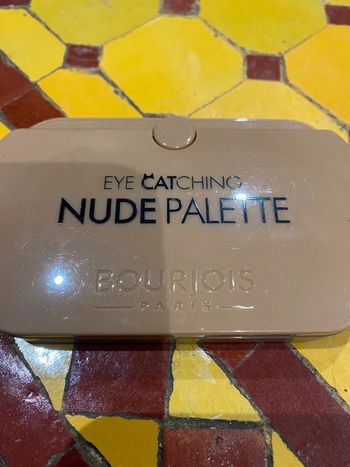 EYE CATCHING
NUDE PALETTE
BOURJOIS
PARIS